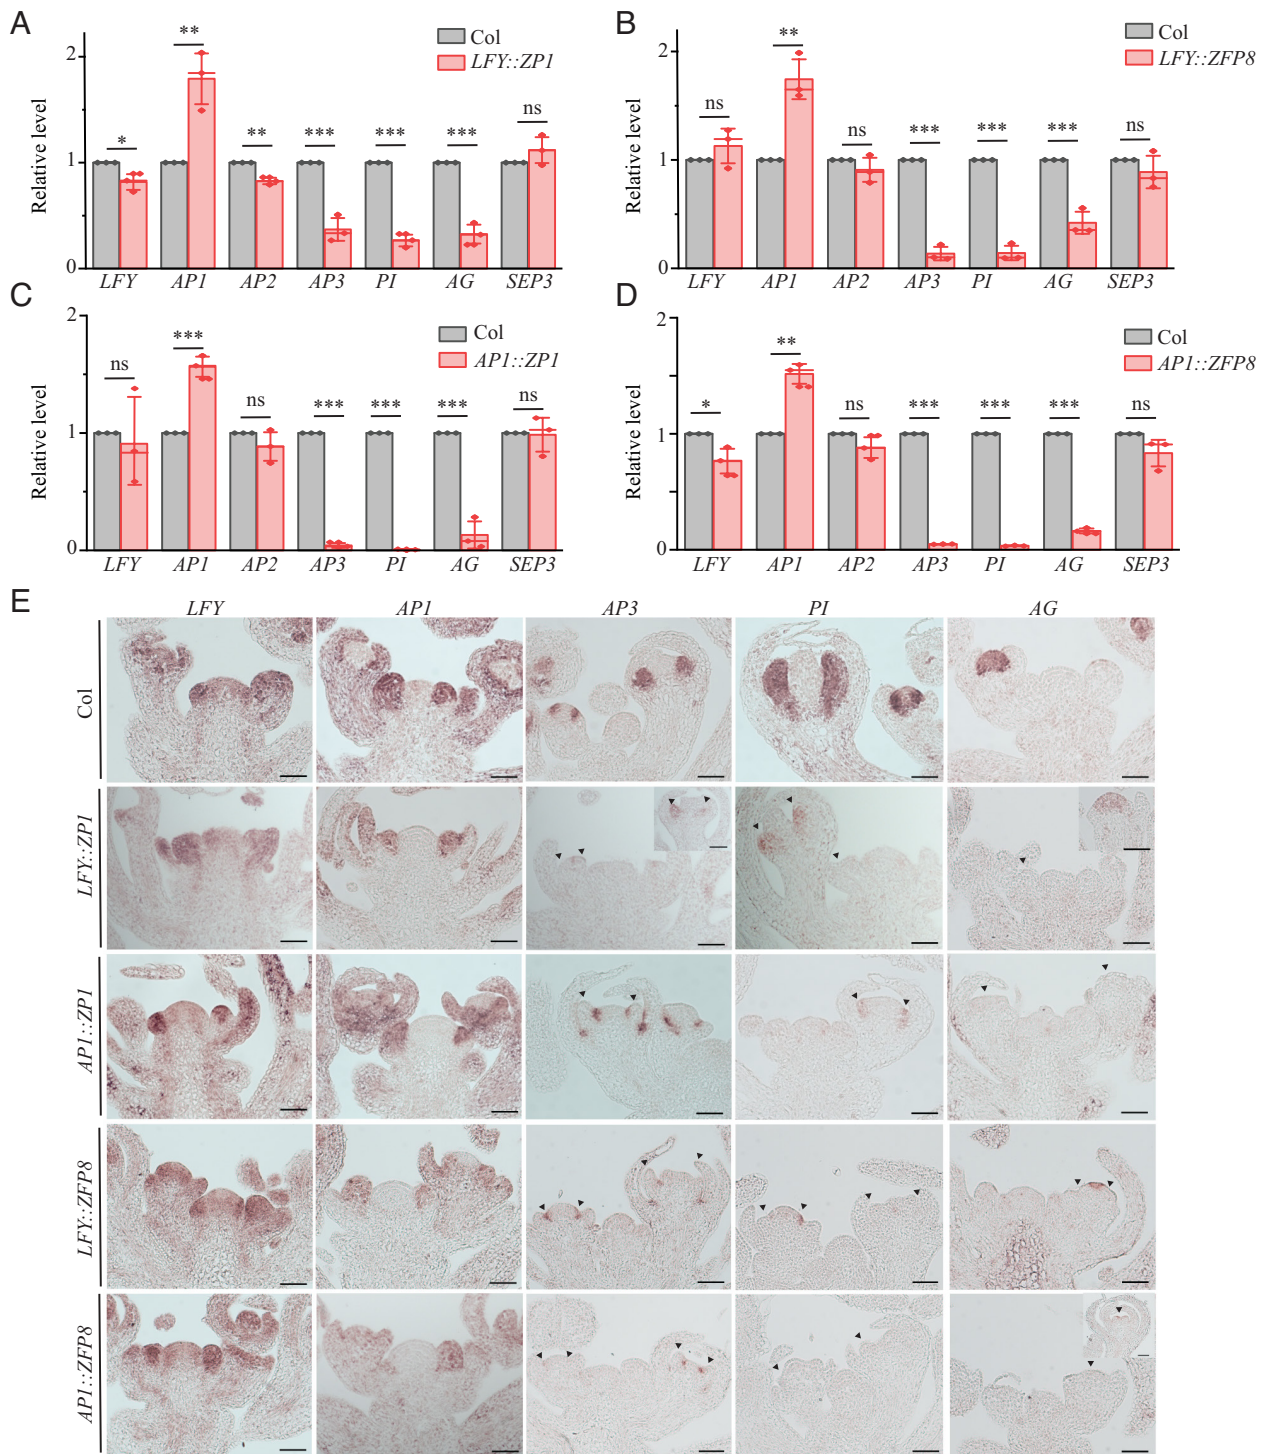 A
Relative level
2
1
0
** 
* ** *** *** *** ns
Col
LFY::ZP1
LFY AP1 AP2 AP3 PI AG SEP3
B
Relative level
2
1
0
ns ** ns *** *** *** ns
Col
LFY::ZFP8
LFY AP1 AP2 AP3 PI AG SEP3
C
Relative level
2
1
0
ns *** ns *** *** *** ns
Col
AP1::ZP1
LFY AP1 AP2 AP3 PI AG SEP3
D
Relative level
2
1
0
* ** ns *** *** *** ns
Col
AP1::ZFP8
LFY AP1 AP2 AP3 PI AG SEP3
E
LFY AP1 AP3 PI AG
Col
LFY::ZP1
AP1::ZP1
LFY::ZFP8
AP1::ZFP8